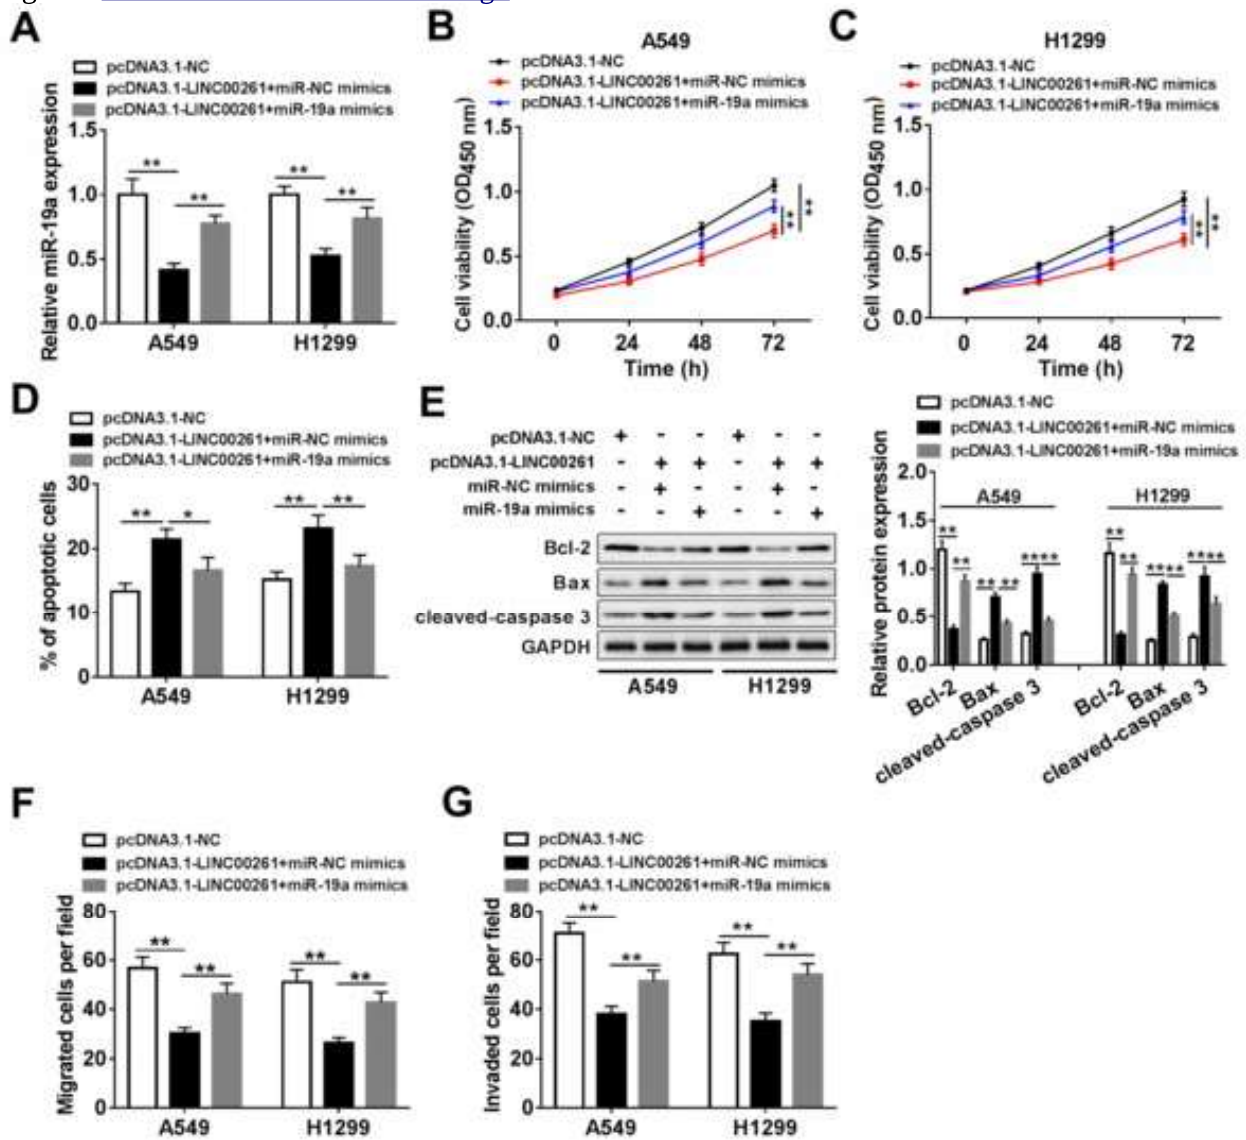 A
pcDNA3.1-NC
pcDNA3.1-LINC00261+miR-NC mimics
pcDNA3.1-LINC00261+miR-19a mimics
Relative miR-19a expression
1.5
1.0
0.5
0.0
**
**
**
**
A549
H1299
B
A549
pcDNA3.1-NC
pcDNA3.1-LINC00261+miR-NC mimics
pcDNA3.1-LINC00261+miR-19a mimics
Cell viability (OD450 nm)
1.5
1.0
0.5
0.0
**
**
0
24
48
72
Time (h)
C
H1299
pcDNA3.1-NC
pcDNA3.1-LINC00261+miR-NC mimics
pcDNA3.1-LINC00261+miR-19a mimics
Cell viability (OD450 nm)
1.5
1.0
0.5
0.0
**
**
0
24
48
72
Time (h)
D
pcDNA3.1-NC
pcDNA3.1-LINC00261+miR-NC mimics
pcDNA3.1-LINC00261+miR-19a mimics
% of apoptotic cells
30
20
10
0
**
*
**
**
A549
H1299
E
pcDNA3.1-NC + - - + - -
pcDNA3.1-LINC00261 - + + - + +
miR-NC mimics - + - - + -
miR-19a mimics - - + - - +
Bcl-2
Bax
cleaved-caspase 3
GAPDH
A549
H1299
pcDNA3.1-NC
pcDNA3.1-LINC00261+miR-NC mimics
pcDNA3.1-LINC00261+miR-19a mimics
Relative protein expression
2.0
1.5
1.0
0.5
0.0
A549
H1299
**
**
**
**
****
**
**
****
****
Bcl-2
Bax
cleaved-caspase 3
Bcl-2
Bax
cleaved-caspase 3
F
pcDNA3.1-NC
pcDNA3.1-LINC00261+miR-NC mimics
pcDNA3.1-LINC00261+miR-19a mimics
Migrated cells per field
80
60
40
20
0
**
**
**
**
A549
H1299
G
pcDNA3.1-NC
pcDNA3.1-LINC00261+miR-NC mimics
pcDNA3.1-LINC00261+miR-19a mimics
Invaded cells per field
80
60
40
20
0
**
**
**
**
A549
H1299